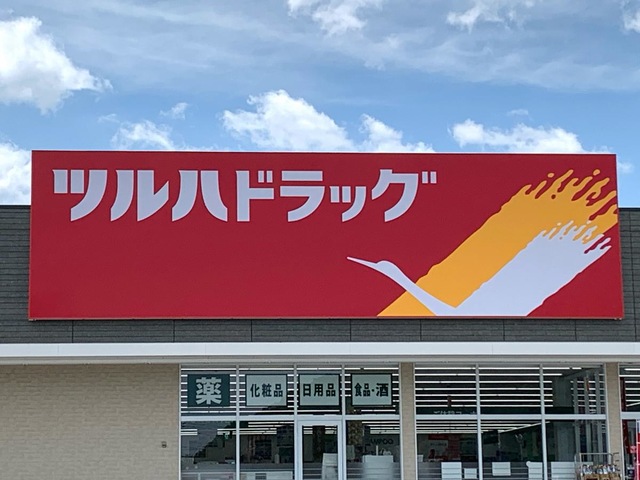 ツルハドラッグ
薬
化粧品
日用品
食品・酒